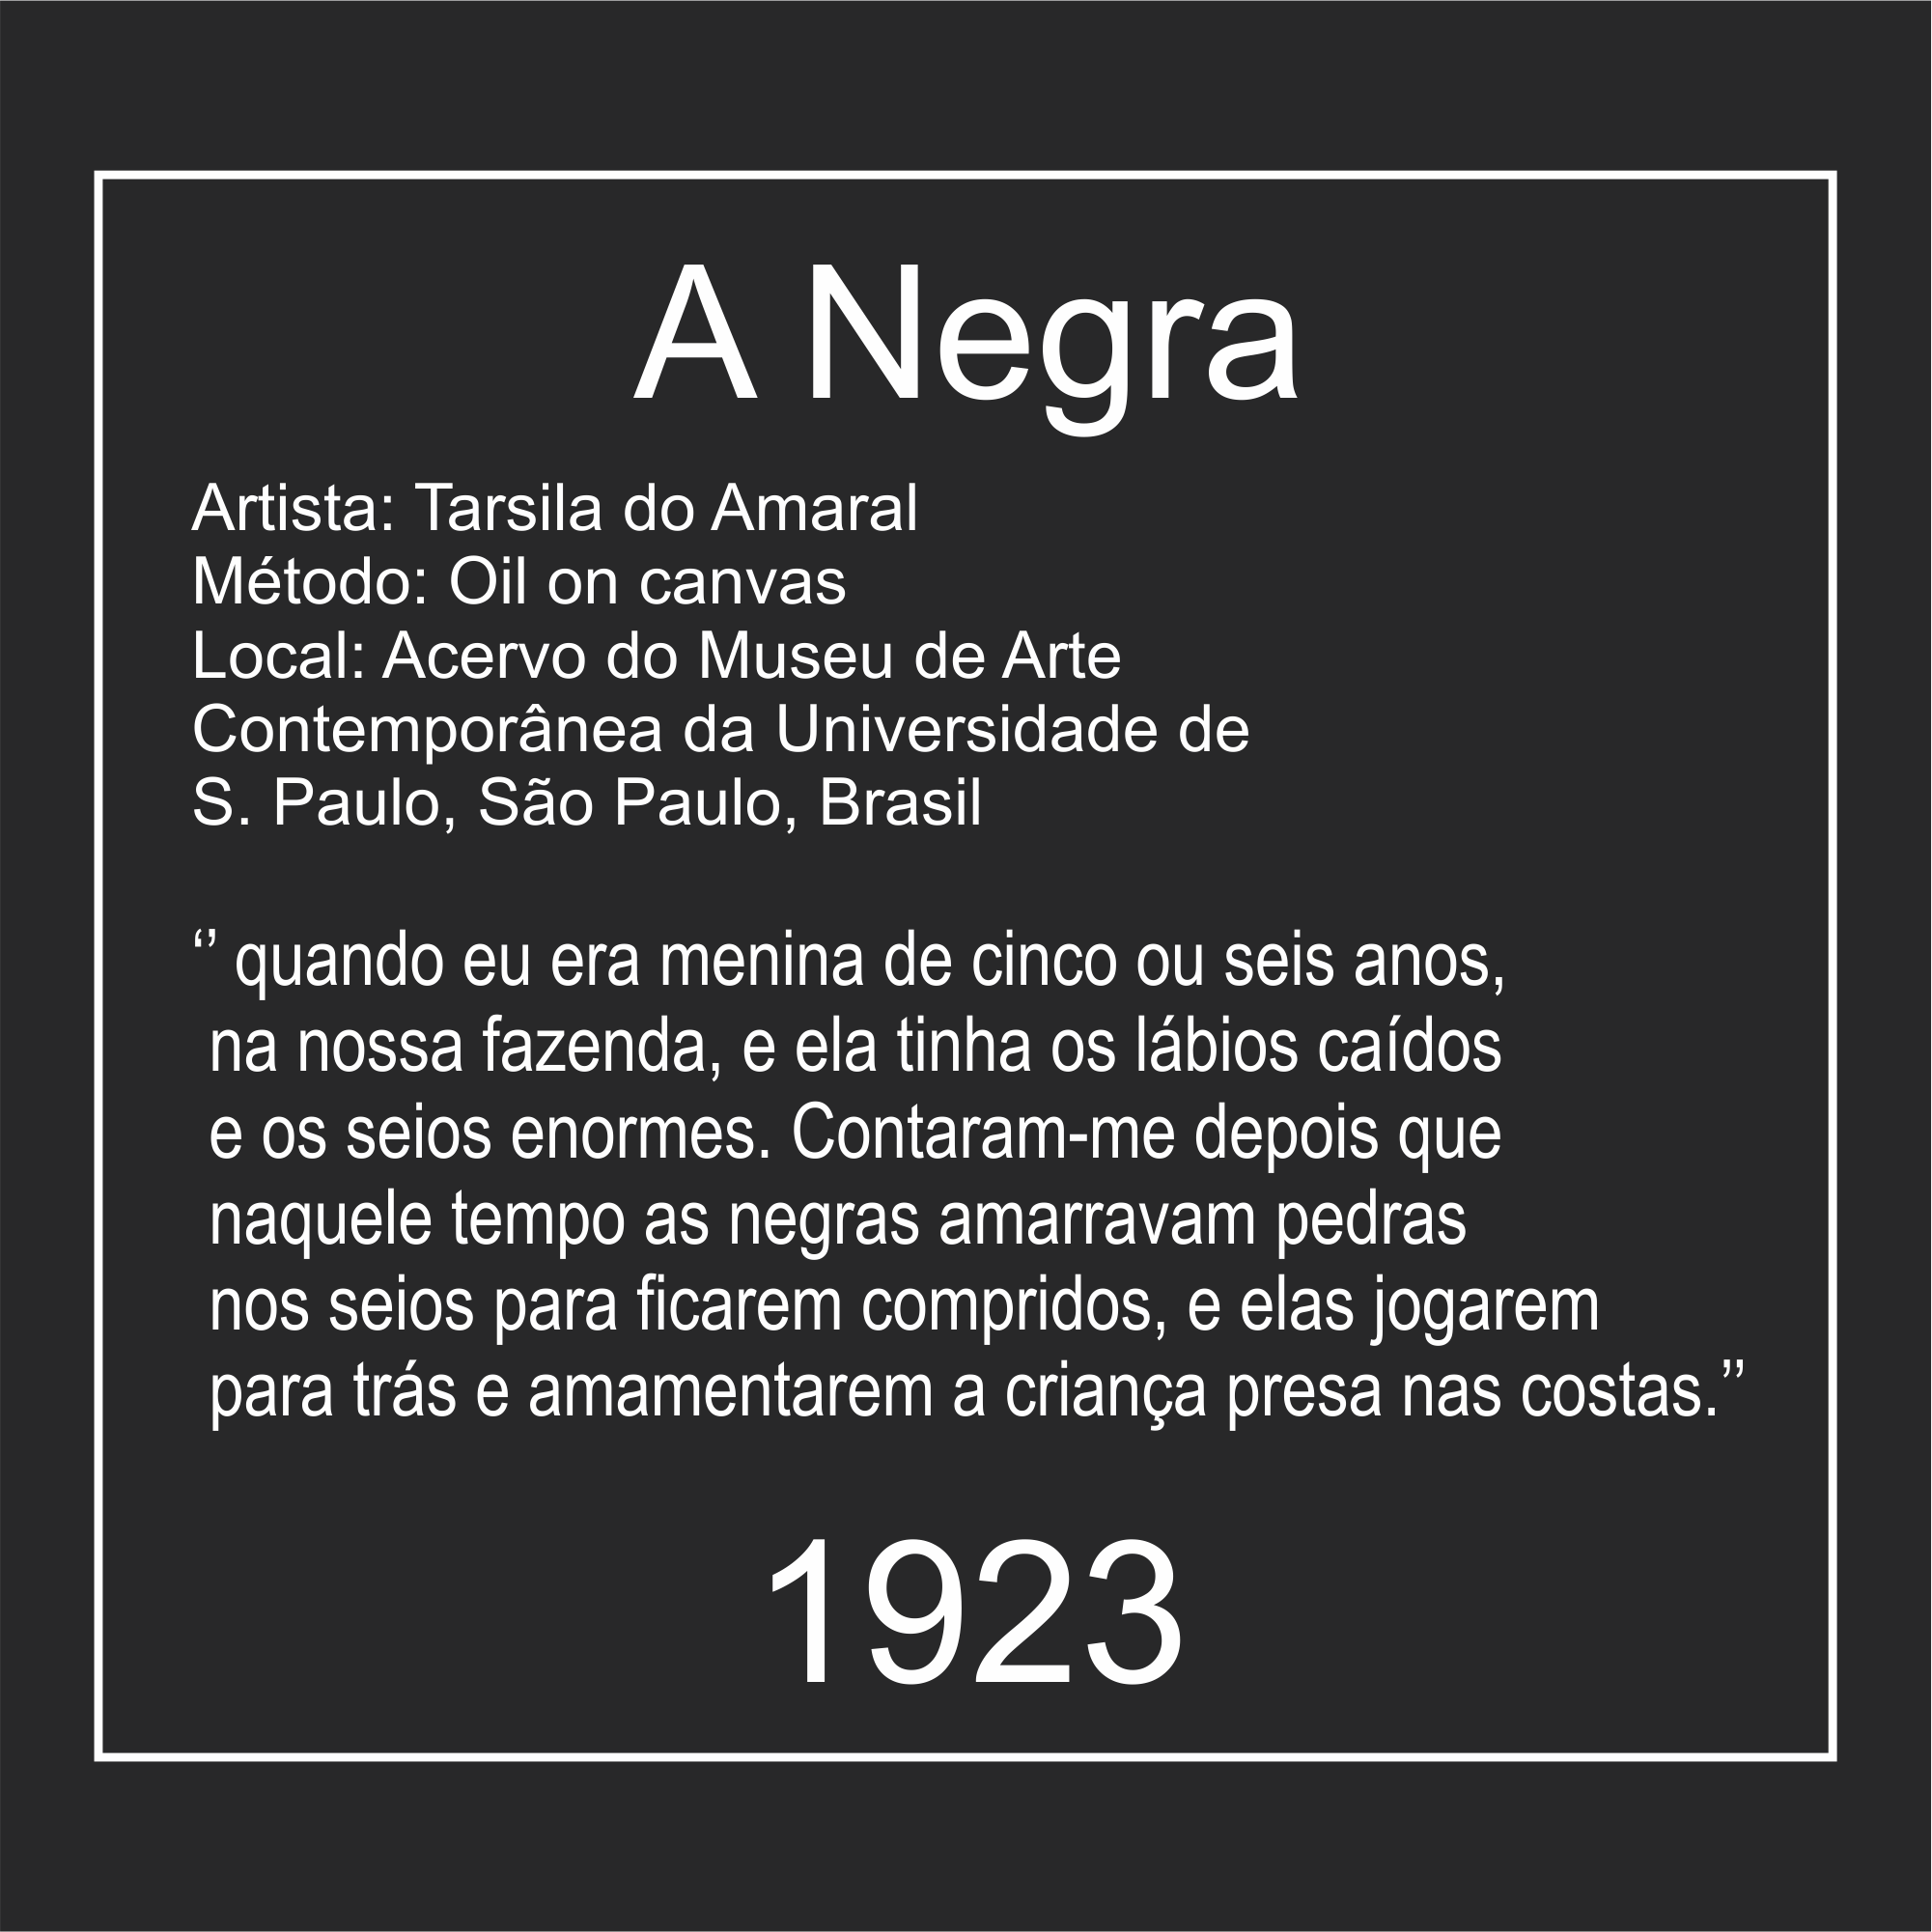 A Negra
Artista: Tarsila do Amaral
Método: Oil on canvas
Local: Acervo do Museu de Arte
Contemporânea da Universidade de
S. Paulo, São Paulo, Brasil
‘’ quando eu era menina de cinco ou seis anos,
na nossa fazenda, e ela tinha os lábios caídos
e os seios enormes. Contaram-me depois que
naquele tempo as negras amarravam pedras
nos seios para ficarem compridos, e elas jogarem
para trás e amamentarem a criança presa nas costas.’’
1923